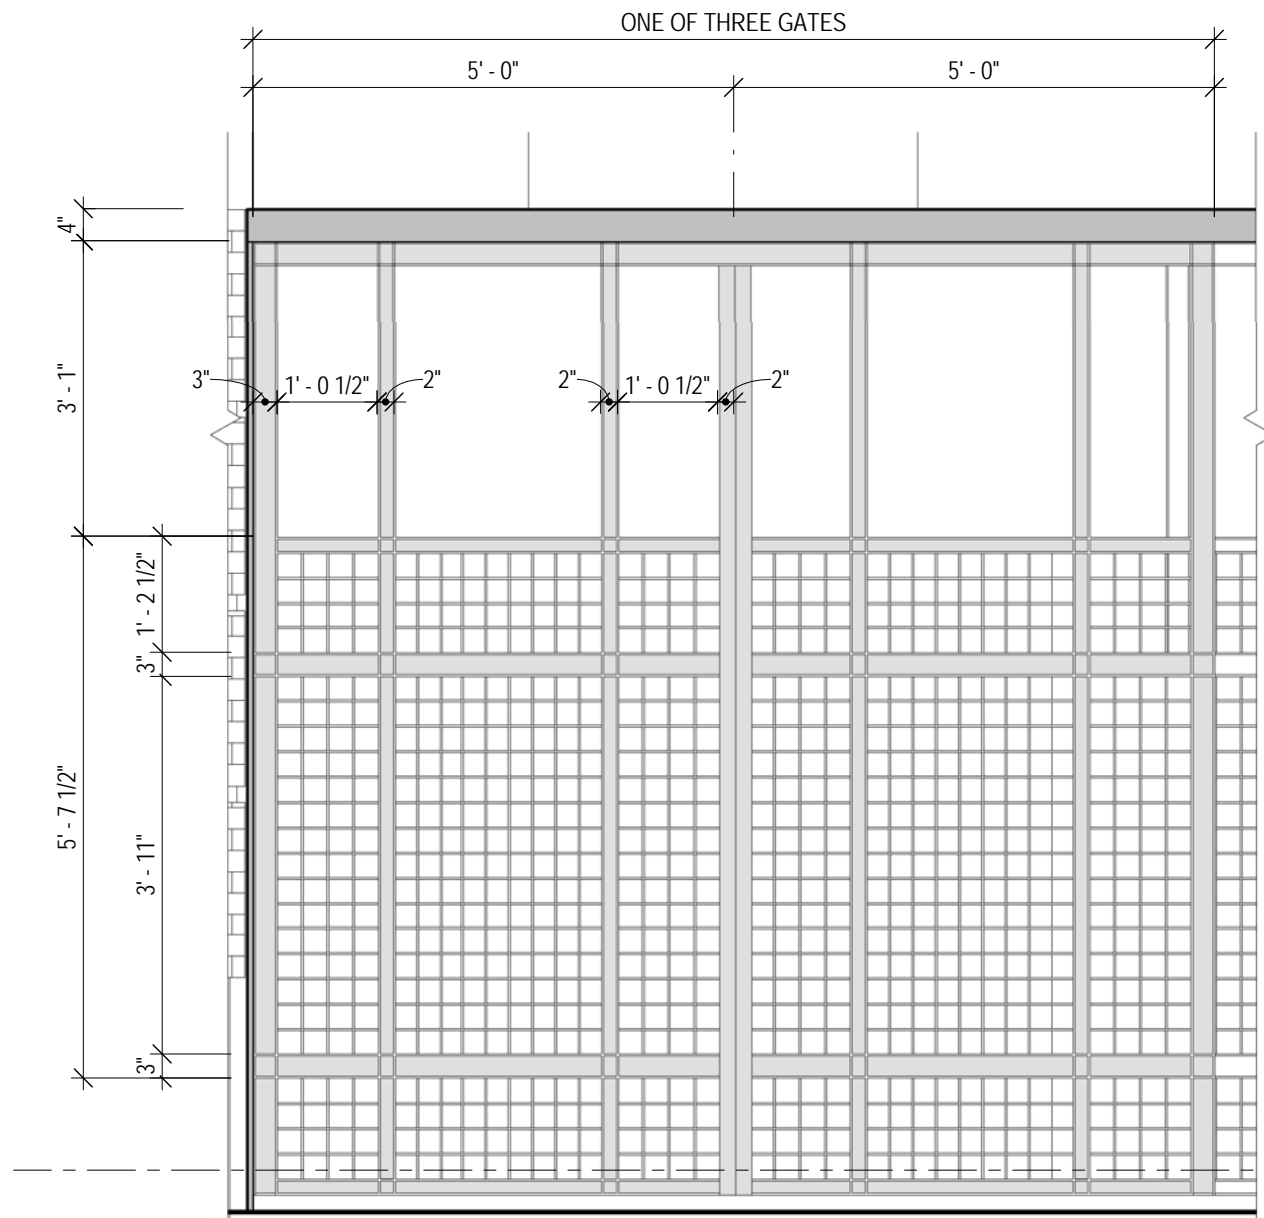 ONE OF THREE GATES
5' - 0" 5' - 0"
4"
3' - 1"
3" 1' - 0 1/2" 2" 2" 1' - 0 1/2" 2"
1' - 2 1/2"
3"
5' - 7 1/2"
3' - 11"
3"